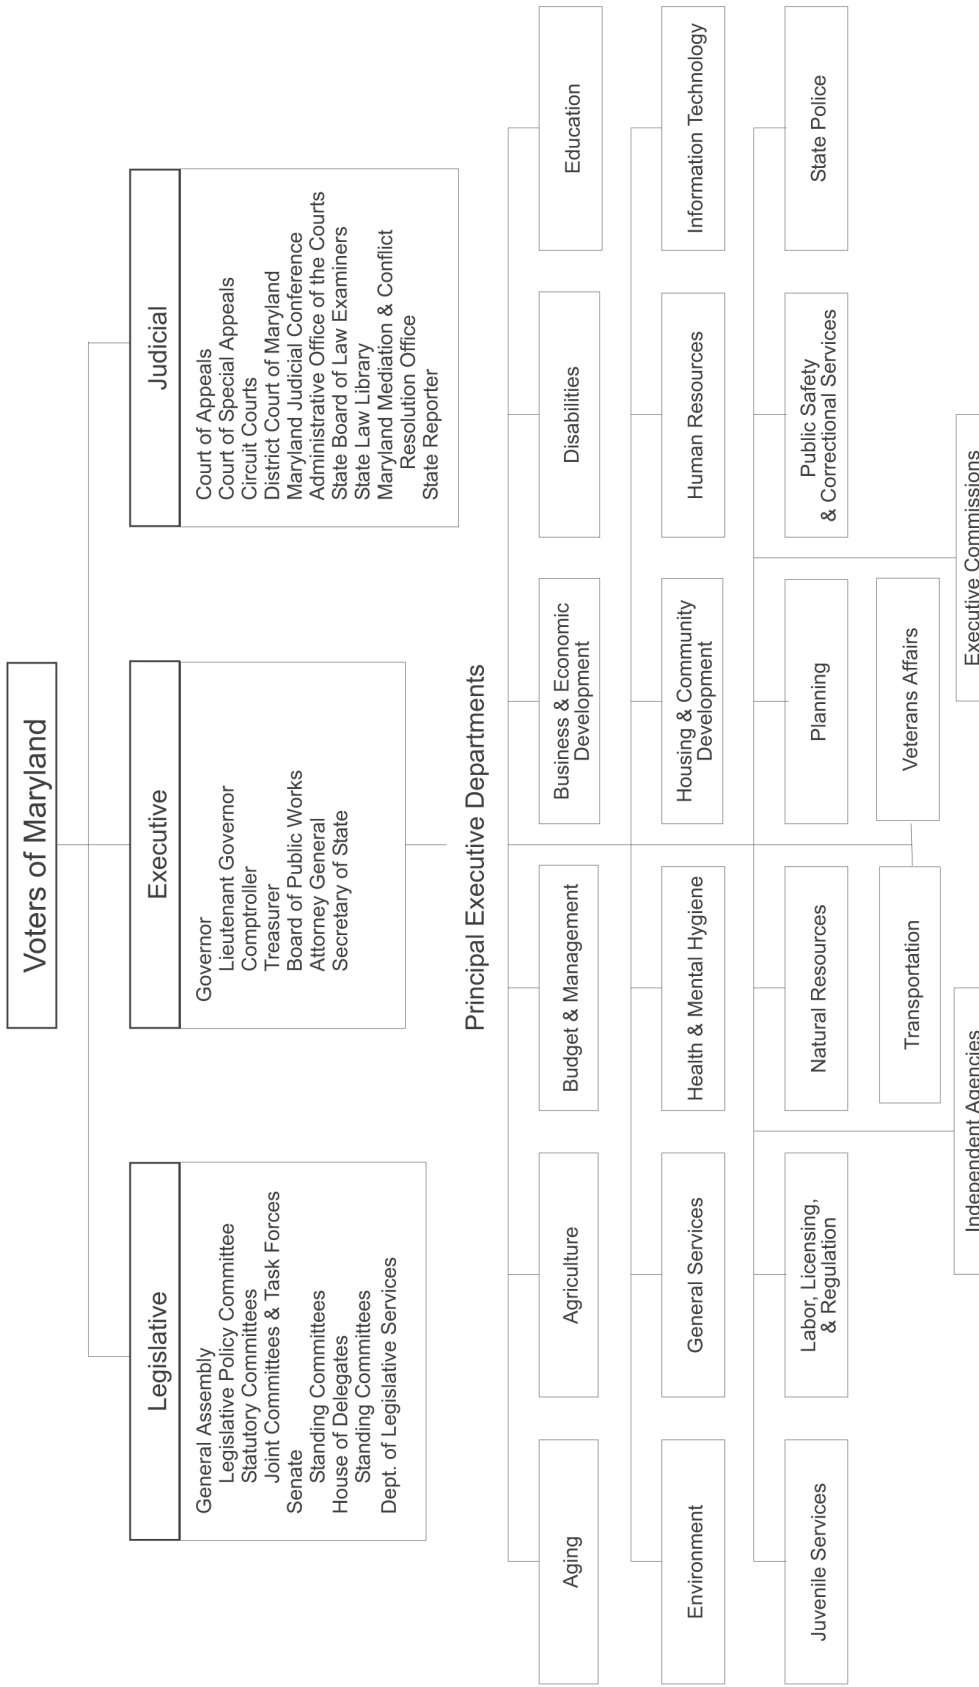 Voters of Maryland
Legislative
General Assembly
Legislative Policy Committee
Statutory Committees
Joint Committees & Task Forces
Senate
Standing Committees
House of Delegates
Standing Committees
Dept. of Legislative Services
Executive
Governor
Lieutenant Governor
Comptroller
Treasurer
Board of Public Works
Attorney General
Secretary of State
Judicial
Court of Appeals
Court of Special Appeals
Circuit Courts
District Court of Maryland
Maryland Judicial Conference
Administrative Office of the Courts
State Board of Law Examiners
State Law Library
Maryland Mediation & Conflict
Resolution Office
State Reporter
Principal Executive Departments
Aging
Agriculture
Budget & Management
Business & Economic
Development
Disabilities
Education
Environment
General Services
Health & Mental Hygiene
Housing & Community
Development
Human Resources
Information Technology
Juvenile Services
Labor, Licensing,
& Regulation
Natural Resources
Planning
Public Safety
& Correctional Services
State Police
Transportation
Veterans Affairs
Independent Agencies
Executive Commissions